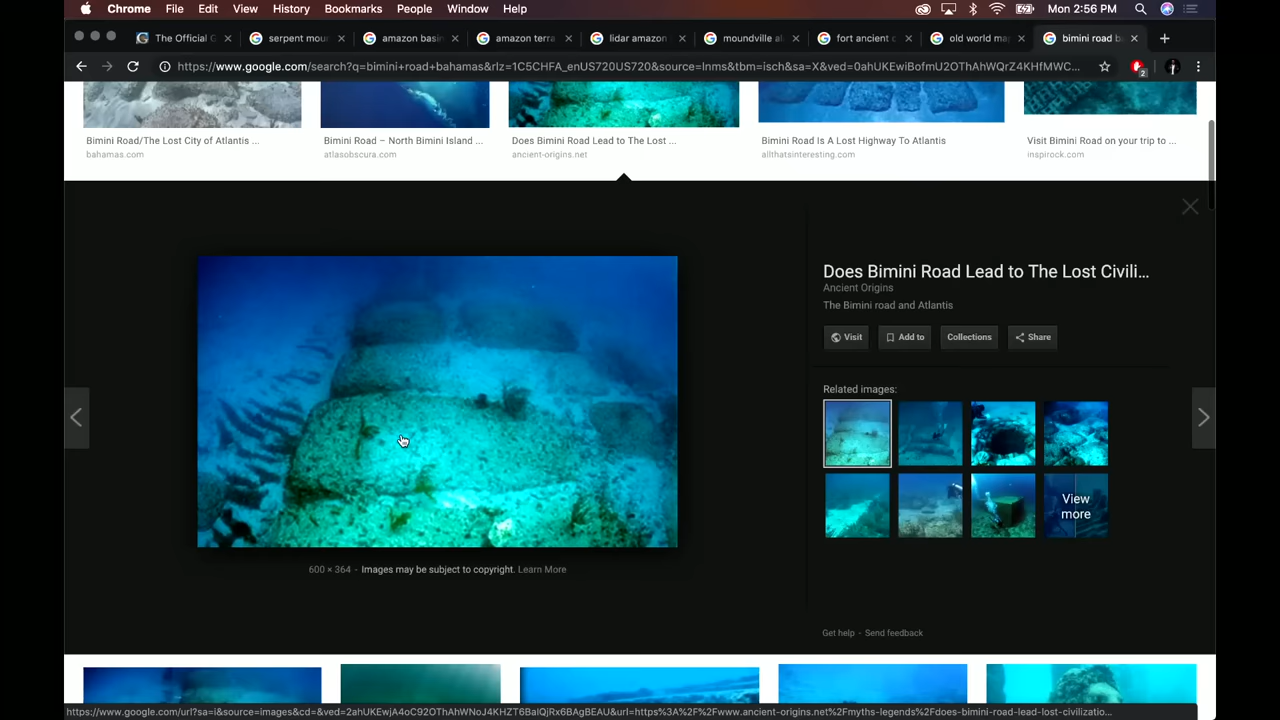 Chrome File Edit View History Bookmarks People Window Help Mon 2:56 PM
The Official G serpent mou amazon basin amazon terra lidar amazon moundville al fort ancient c old world ma bimini road b
https://www.google.com/search?q=bimini+road+bahamas&rlz=1C5CHFA_enUS720US720&source=lnms&tbm=isch&sa=X&ved=0ahUKEwiBofmU2OThAhWQrZ4KHfMWC...
2
Bimini Road/The Lost City of Atlantis ... Bimini Road – North Bimini Island ... Does Bimini Road Lead to The Lost ... Bimini Road Is A Lost Highway To Atlantis Visit Bimini Road on your trip to ...
bahamas.com atlasobscura.com ancient-origins.net allthatsinteresting.com inspirock.com
Does Bimini Road Lead to The Lost Civili...
Ancient Origins
The Bimini road and Atlantis
Visit Add to Collections Share
Related images:
View
more
600 × 364 - Images may be subject to copyright. Learn More
Get help - Send feedback
https://www.google.com/url?sa=i&source=images&cd=&ved=2ahUKEwjA4oC92OThAhWNoJ4KHZT6BaIQjRx6BAgBEAU&url=https%3A%2F%2Fwww.ancient-origins.net%2Fmyths-legends%2Fdoes-bimini-road-lead-lost-civilizatio...